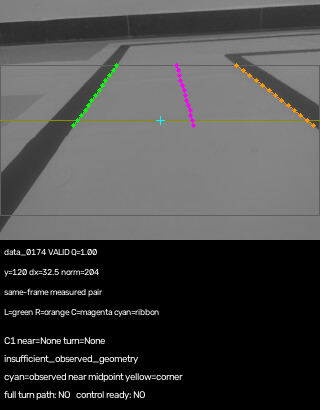 data_0174 VALID Q=1.00
y=120 dx=32.5 norm=204
same-frame measured pair
L=green R=orange C=magenta cyan=ribbon
C1 near=None turn=None
insufficient_observed_geometry
cyan=observed near midpoint yellow=corner
full turn path: NO control ready: NO